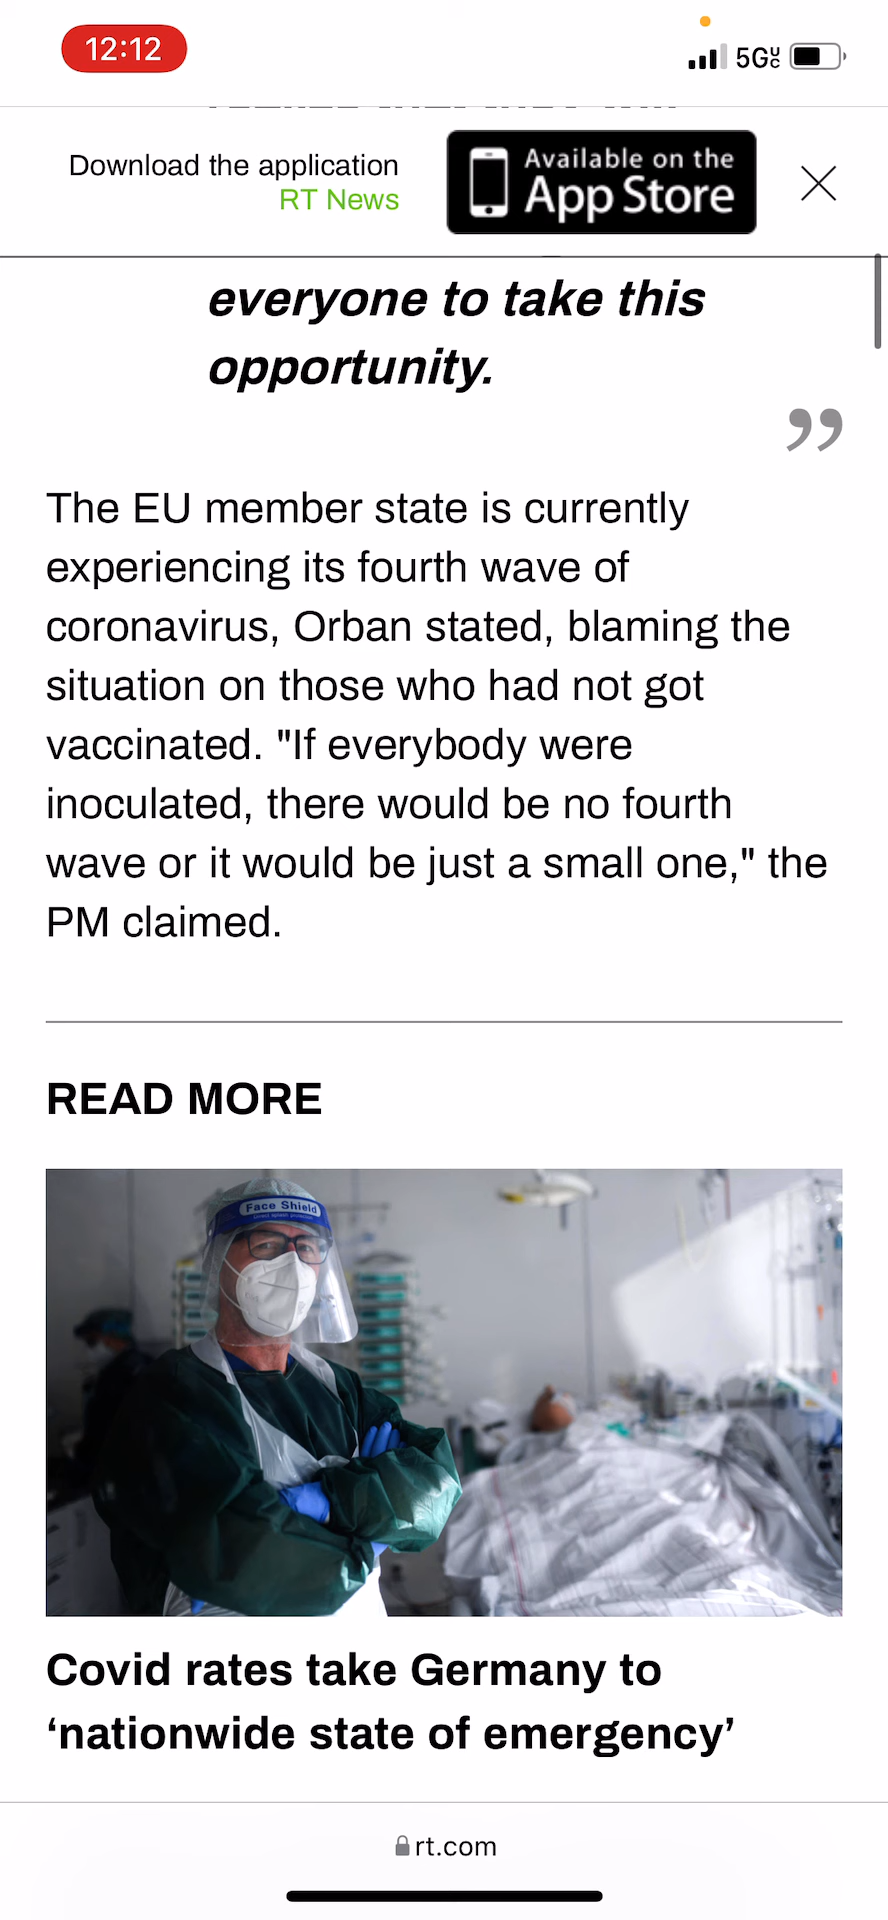 12:12
5G UC
Download the application
RT News
Available on the
App Store
everyone to take this
opportunity.
”
The EU member state is currently
experiencing its fourth wave of
coronavirus, Orban stated, blaming the
situation on those who had not got
vaccinated. "If everybody were
inoculated, there would be no fourth
wave or it would be just a small one," the
PM claimed.
READ MORE
Face Shield
Covid rates take Germany to
‘nationwide state of emergency’
rt.com